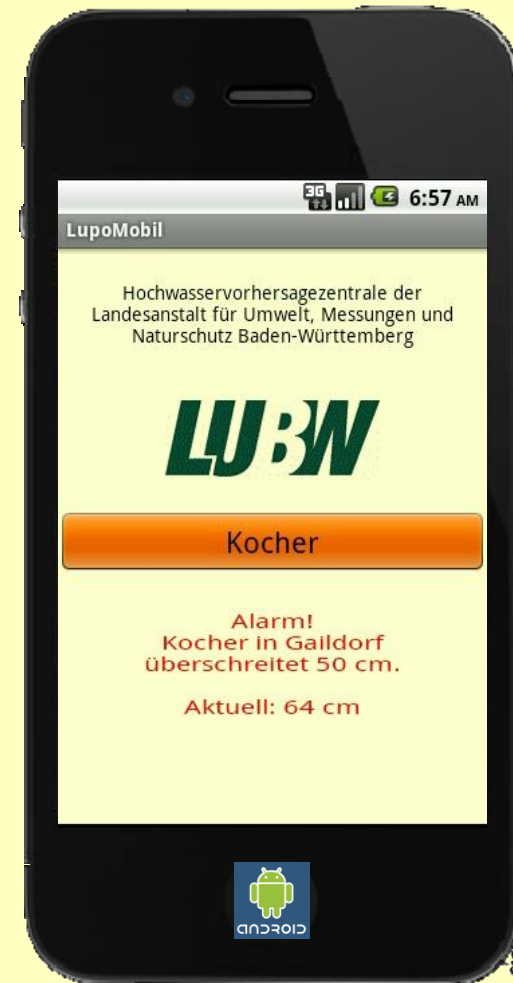 3G 6:57 AM
LupoMobil
Hochwasservorhersagezentrale der
Landesanstalt für Umwelt, Messungen und
Naturschutz Baden-Württemberg
LUBW
Kocher
Alarm!
Kocher in Gaildorf
überschreitet 50 cm.
Aktuell: 64 cm
ANDROID